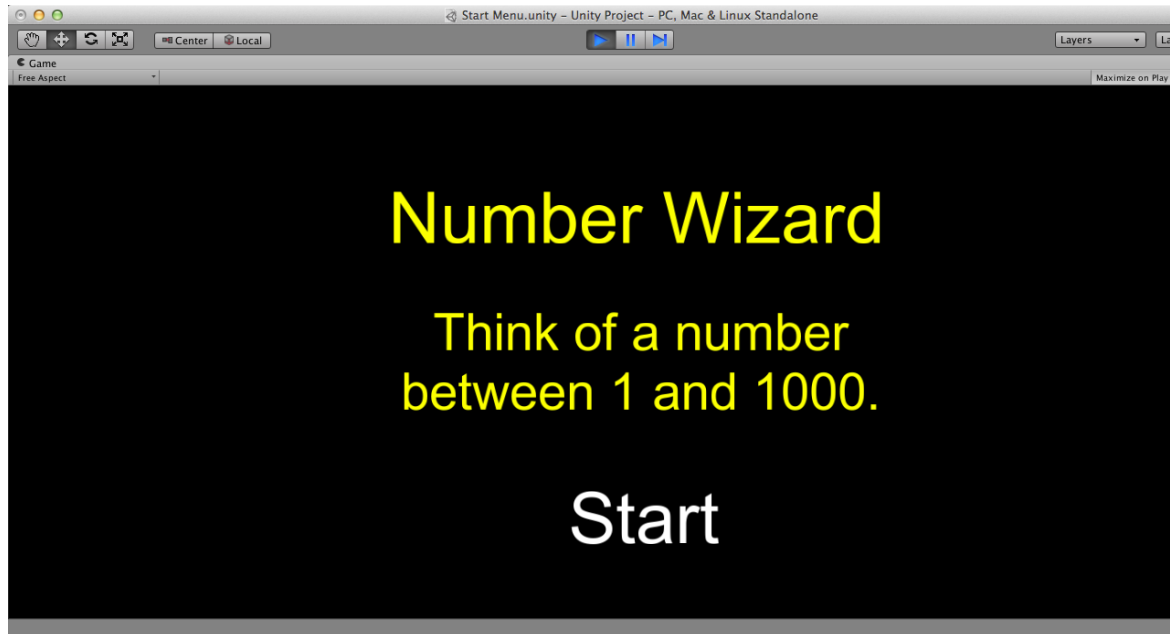 Start Menu.unity – Unity Project – PC, Mac & Linux Standalone
Center Local Layers
Game
Free Aspect Maximize on Play
Number Wizard
Think of a number
between 1 and 1000.
Start